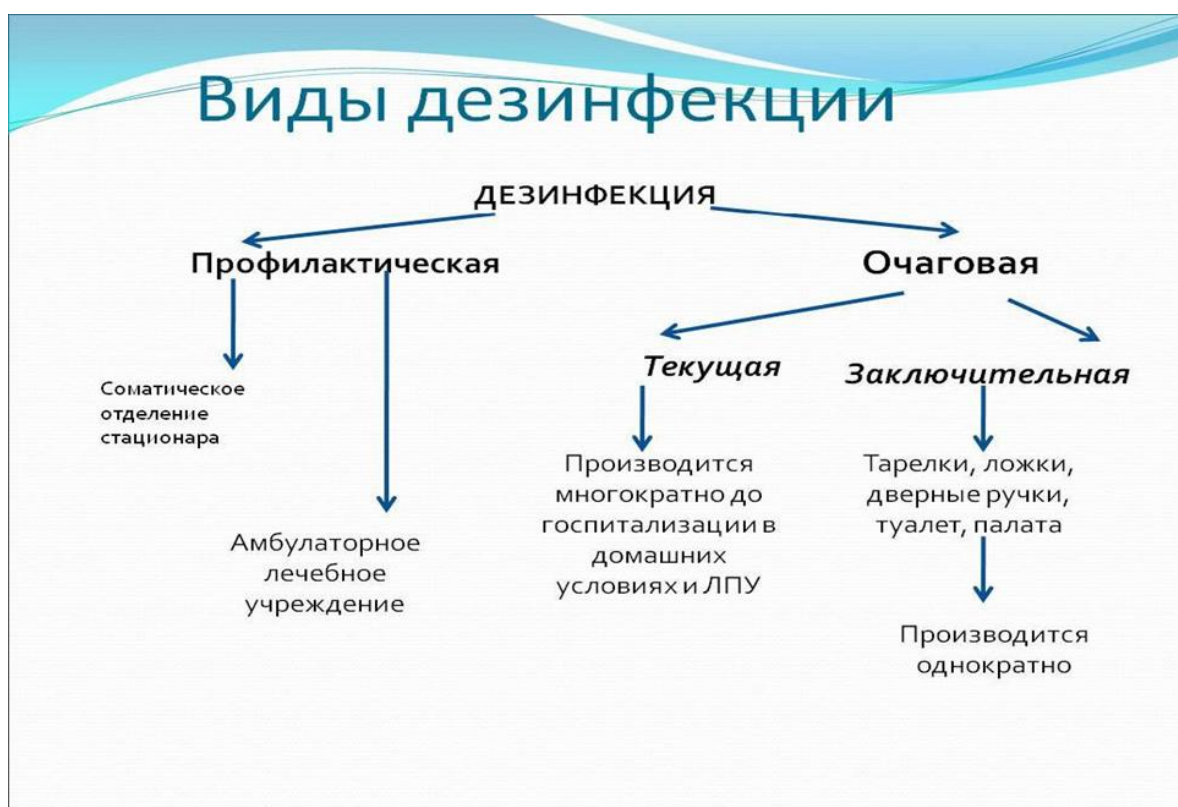 Виды дезинфекции
ДЕЗИНФЕКЦИЯ
Профилактическая
Очаговая
Соматическое
отделение
стационара
Амбулаторное
лечебное
учреждение
Текущая
Производится
многократно до
госпитализации в
домашних
условиях и ЛПУ
Заключительная
Тарелки, ложки,
дверные ручки,
туалет, палата
Производится
однократно